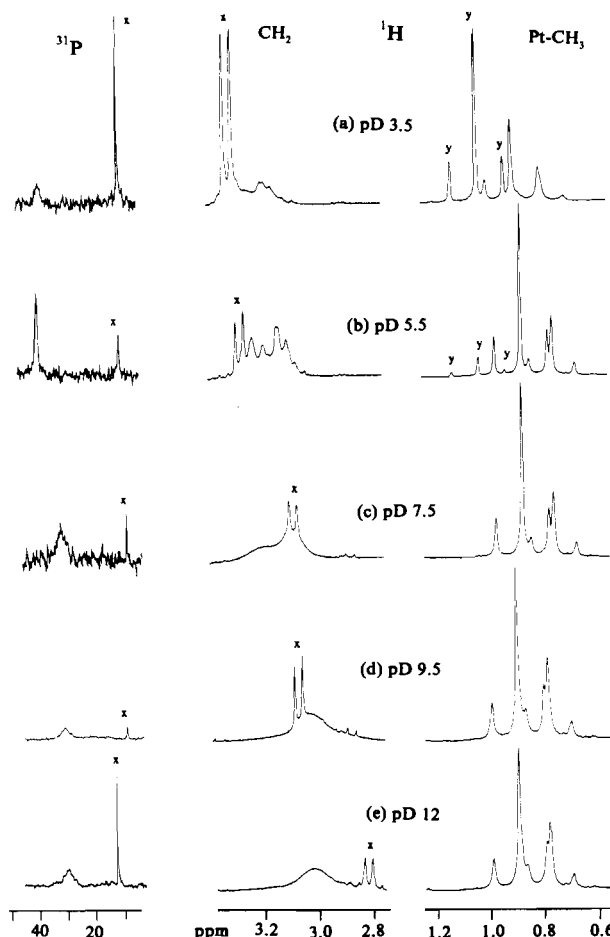 ³¹P x CH₂ x ¹H y Pt-CH₃
(a) pD 3.5 y y
x x (b) pD 5.5 y y y
x x (c) pD 7.5
x x (d) pD 9.5
x (e) pD 12 x
40 20 ppm 3.2 3.0 2.8 1.2 1.0 0.8 0.6